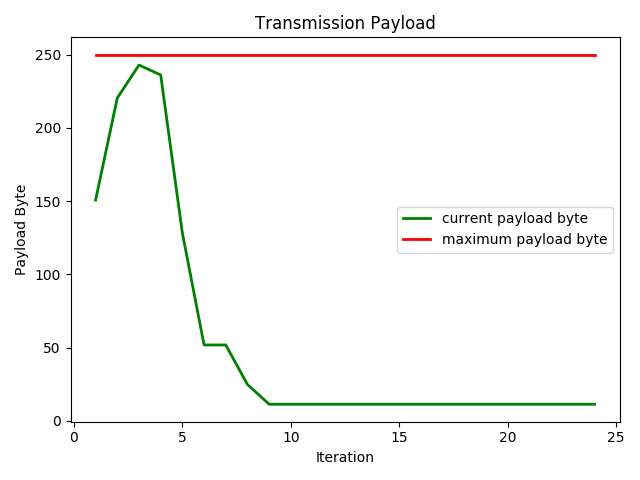 Transmission Payload
250
200
150
100
50
0
Payload Byte
current payload byte
maximum payload byte
0 5 10 15 20 25
Iteration